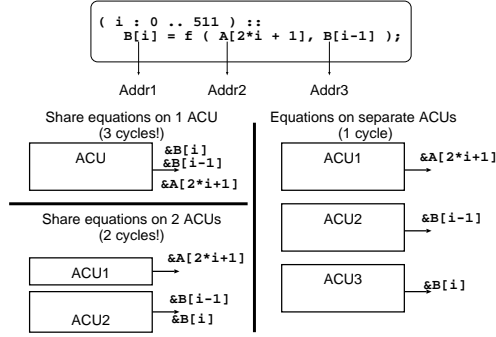 ( i : 0 .. 511 ) ::
B[i] = f ( A[2*i + 1], B[i-1] );
Addr1 Addr2 Addr3
Share equations on 1 ACU
(3 cycles!)
ACU
&B[i]
&B[i-1]
&A[2*i+1]
Share equations on 2 ACUs
(2 cycles!)
ACU1
&A[2*i+1]
ACU2
&B[i-1]
&B[i]
Equations on separate ACUs
(1 cycle)
ACU1
&A[2*i+1]
ACU2
&B[i-1]
ACU3
&B[i]